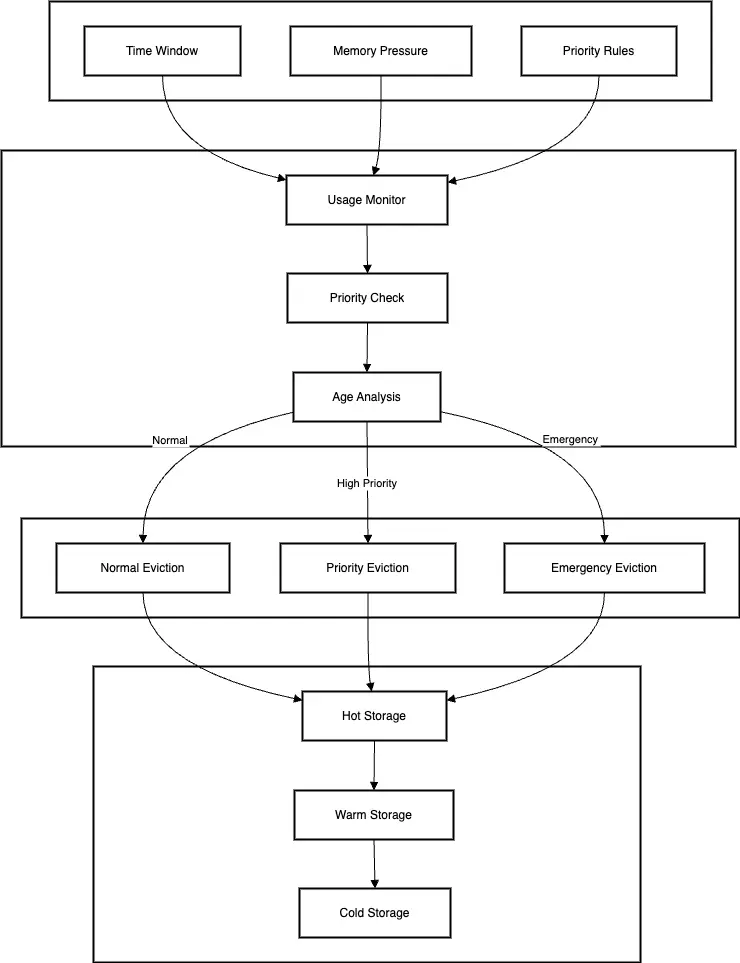 Time Window
Memory Pressure
Priority Rules
Usage Monitor
Priority Check
Age Analysis
Normal
Emergency
High Priority
Normal Eviction
Priority Eviction
Emergency Eviction
Hot Storage
Warm Storage
Cold Storage